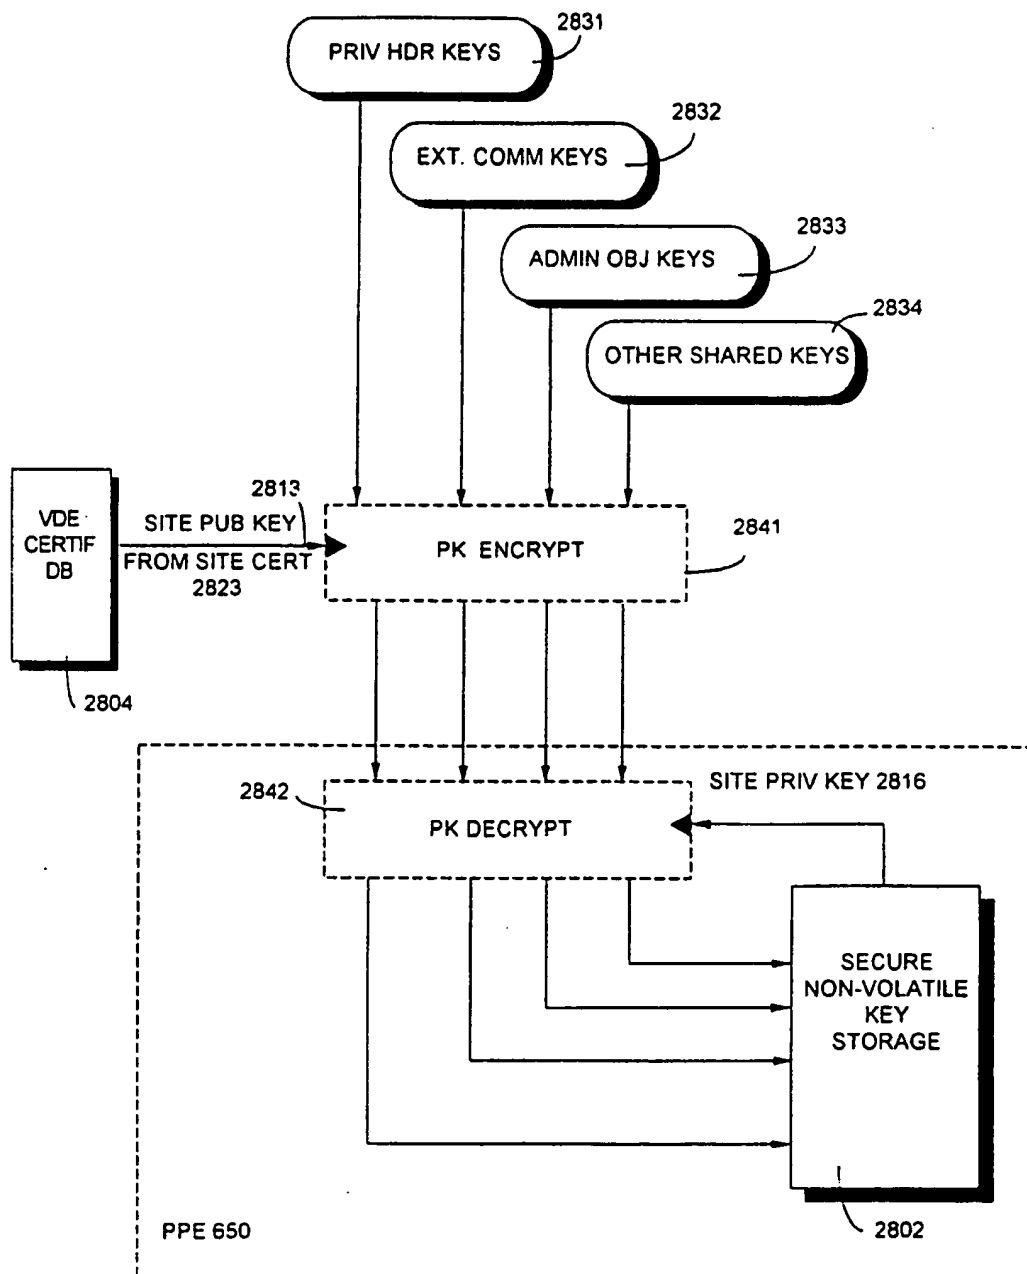 2831
PRIV HDR KEYS
2832
EXT. COMM KEYS
2833
ADMIN OBJ KEYS
2834
OTHER SHARED KEYS
VDE
CERTIF
DB
2813
SITE PUB KEY
FROM SITE CERT
2823
PK ENCRYPT
2841
2804
2842
PK DECRYPT
SITE PRIV KEY 2816
SECURE
NON-VOLATILE
KEY
STORAGE
PPE 650
2802